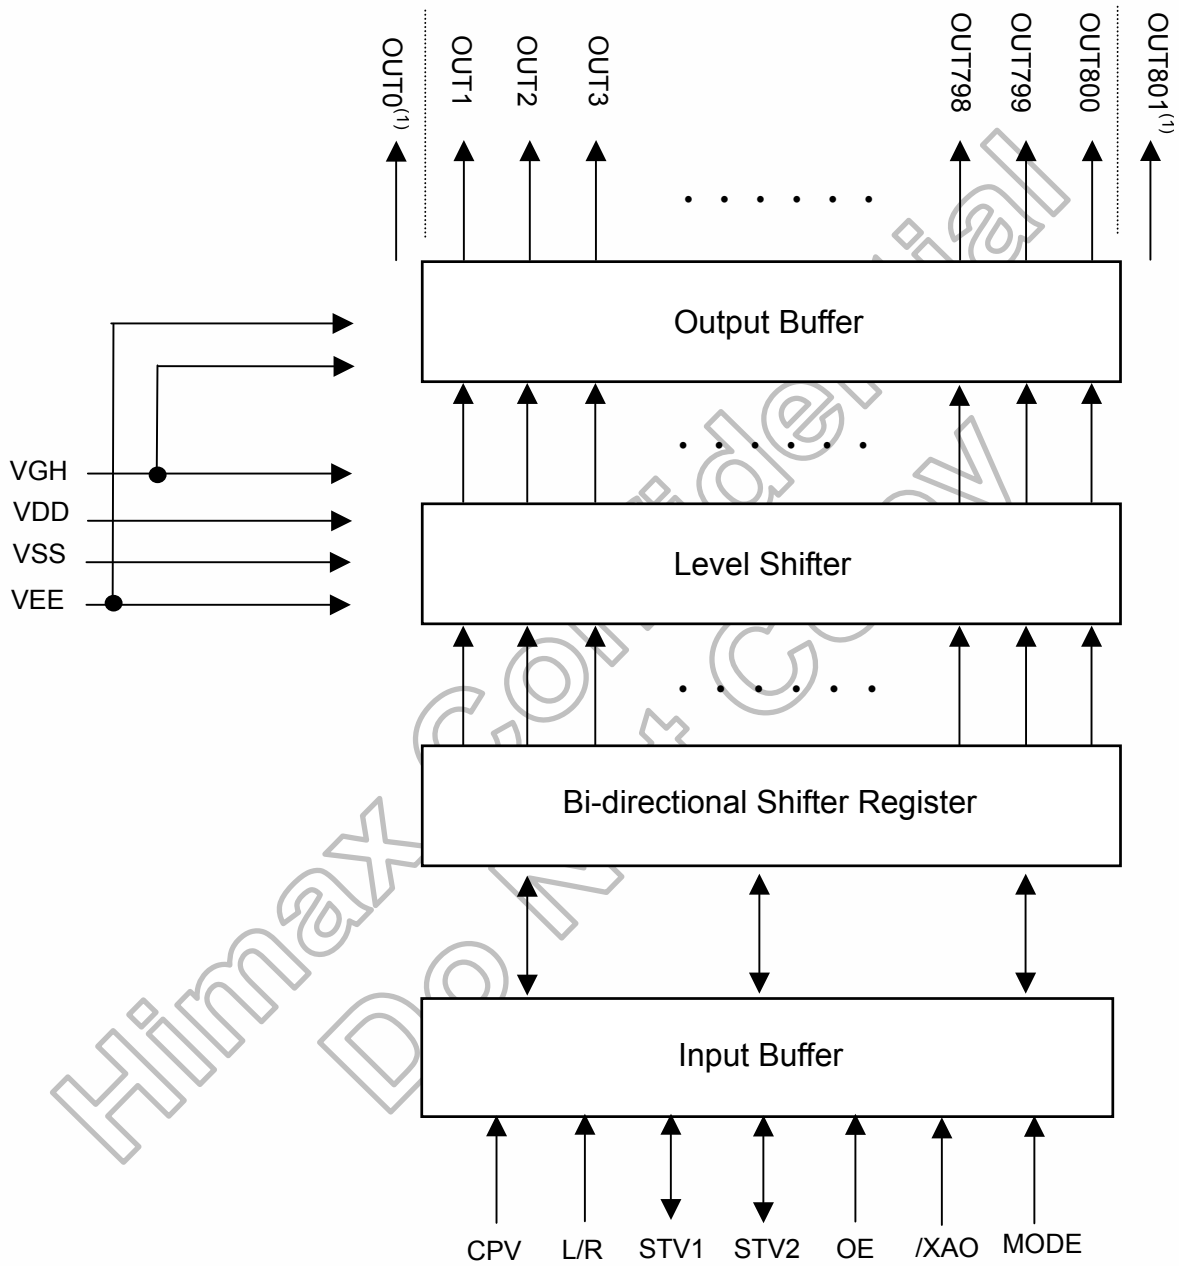 OUT0(1)
OUT1
OUT2
OUT3
OUT798
OUT799
OUT800
OUT801(1)
Output Buffer
VGH
VDD
VSS
VEE
Level Shifter
Bi-directional Shifter Register
Input Buffer
CPV L/R STV1 STV2 OE /XAO MODE
Himax Confidential
Do Not Copy